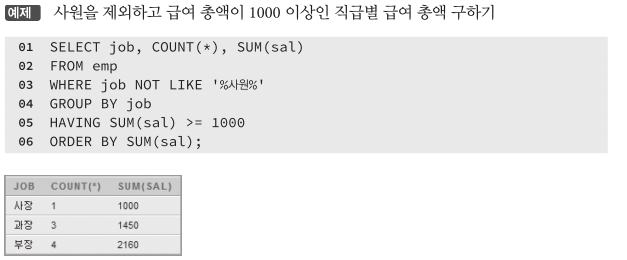 예제 사원을 제외하고 급여 총액이 1000 이상인 직급별 급여 총액 구하기
01 SELECT job, COUNT(*), SUM(sal)
02 FROM emp
03 WHERE job NOT LIKE '%사원%'
04 GROUP BY job
05 HAVING SUM(sal) >= 1000
06 ORDER BY SUM(sal);
JOB COUNT(*) SUM(SAL)
사장 1 1000
과장 3 1450
부장 4 2160